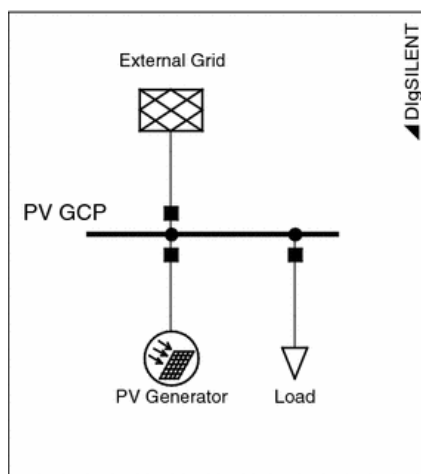 External Grid
DIgSILENT
PV GCP
PV Generator
Load